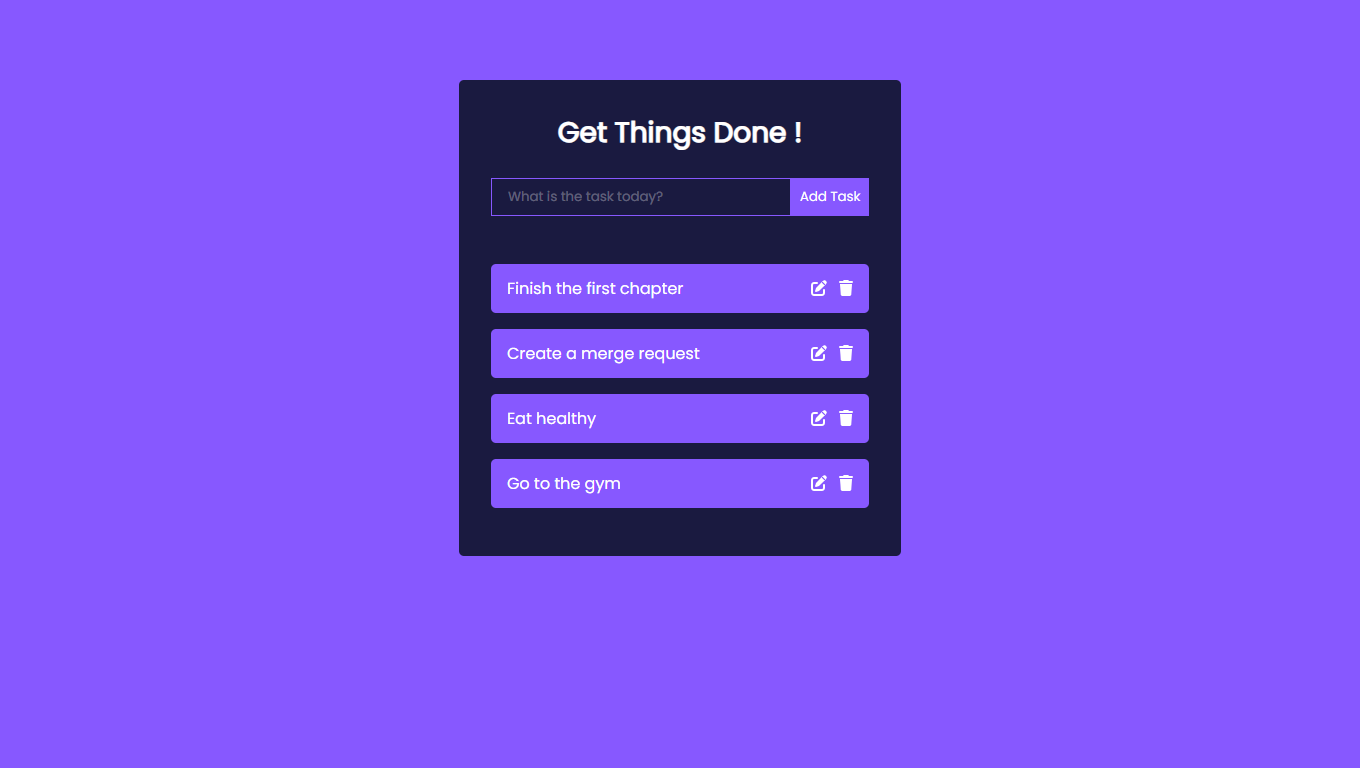 Get Things Done !
What is the task today?
Add Task
Finish the first chapter
Create a merge request
Eat healthy
Go to the gym